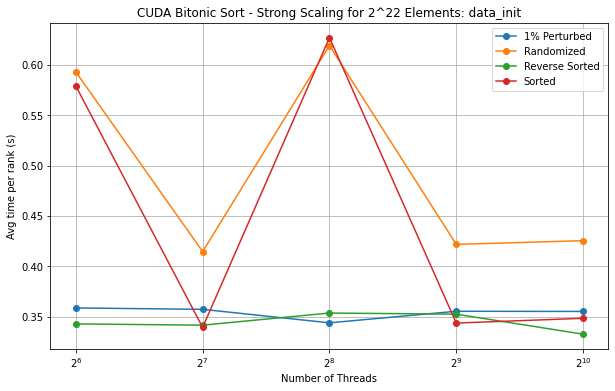 CUDA Bitonic Sort - Strong Scaling for 2^22 Elements: data_init
1% Perturbed
Randomized
Reverse Sorted
Sorted
Avg time per rank (s)
0.60
0.55
0.50
0.45
0.40
0.35
2^6 2^7 2^8 2^9 2^10
Number of Threads